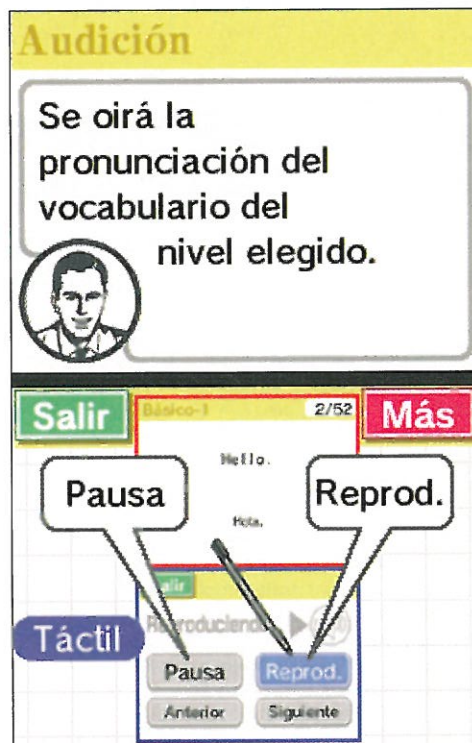 Audición
Se oirá la
pronunciación del
vocabulario del
nivel elegido.
Salir
Básico-1
2/52
Más
Hello.
Pausa
Reprod.
Hola.
Salir
Reproduciendo
Táctil
Pausa
Reprod.
Anterior
Siguiente